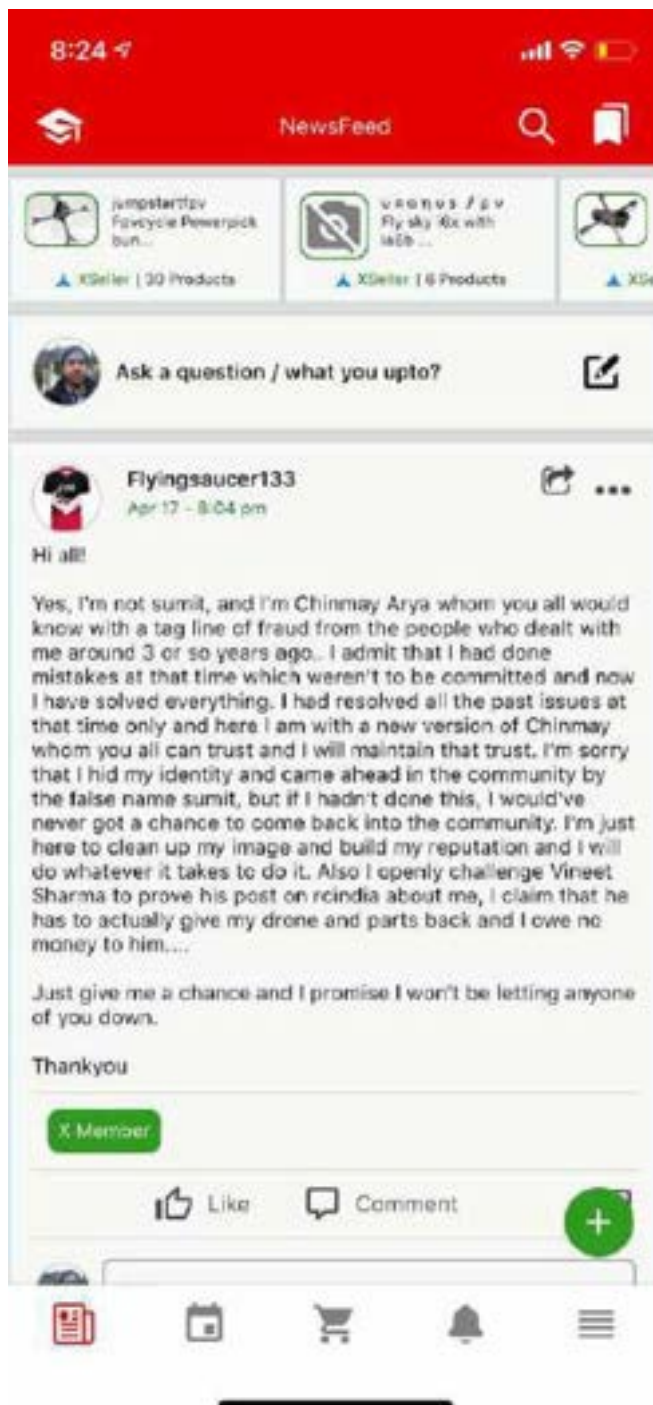 8:24
NewsFeed
jumpstartfpv
Fpvcycle Powerpick
bun...
XSeller | 30 Products
Fly sky i6x with
ia6b ...
XSeller | 6 Products
Ask a question / what you upto?
Flyingsaucer133
Apr 17 - 8:04 pm
Hi all!
Yes, I'm not sumit, and I'm Chinmay Arya whom you all would
know with a tag line of fraud from the people who dealt with
me around 3 or so years ago.. I admit that I had done
mistakes at that time which weren't to be committed and now
I have solved everything. I had resolved all the past issues at
that time only and here I am with a new version of Chinmay
whom you all can trust and I will maintain that trust. I'm sorry
that I hid my identity and came ahead in the community by
the false name sumit, but if I hadn't done this, I would've
never got a chance to come back into the community. I'm just
here to clean up my image and build my reputation and I will
do whatever it takes to do it. Also I openly challenge Vineet
Sharma to prove his post on rcindia about me, I claim that he
has to actually give my drone and parts back and I owe no
money to him....
Just give me a chance and I promise I won't be letting anyone
of you down.
Thankyou
X Member
Like
Comment